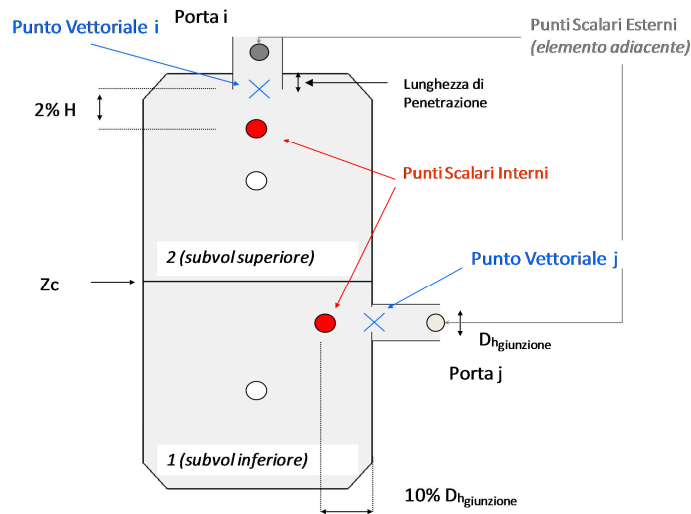 Porta i
Punto Vettoriale i
Punti Scalari Esterni
(elemento adiacente)
Lunghezza di
Penetrazione
2% H
Punti Scalari Interni
2 (subvol superiore)
Punto Vettoriale j
Zc
Dhgiunzione
Porta j
1 (subvol inferiore)
10% Dhgiunzione